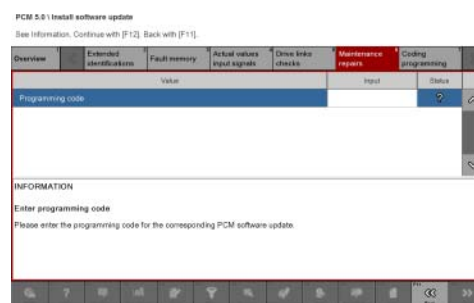 PCM 5.0 \ Install software update
See Information. Continue with [F12]. Back with [F11].
Overview
Extended identifications
Fault memory
Actual values input signals
Drive links checks
Maintenance repairs
Coding programming
Value
Input
Status
Programming code
?
INFORMATION
Enter programming code
Please enter the programming code for the corresponding PCM software update.